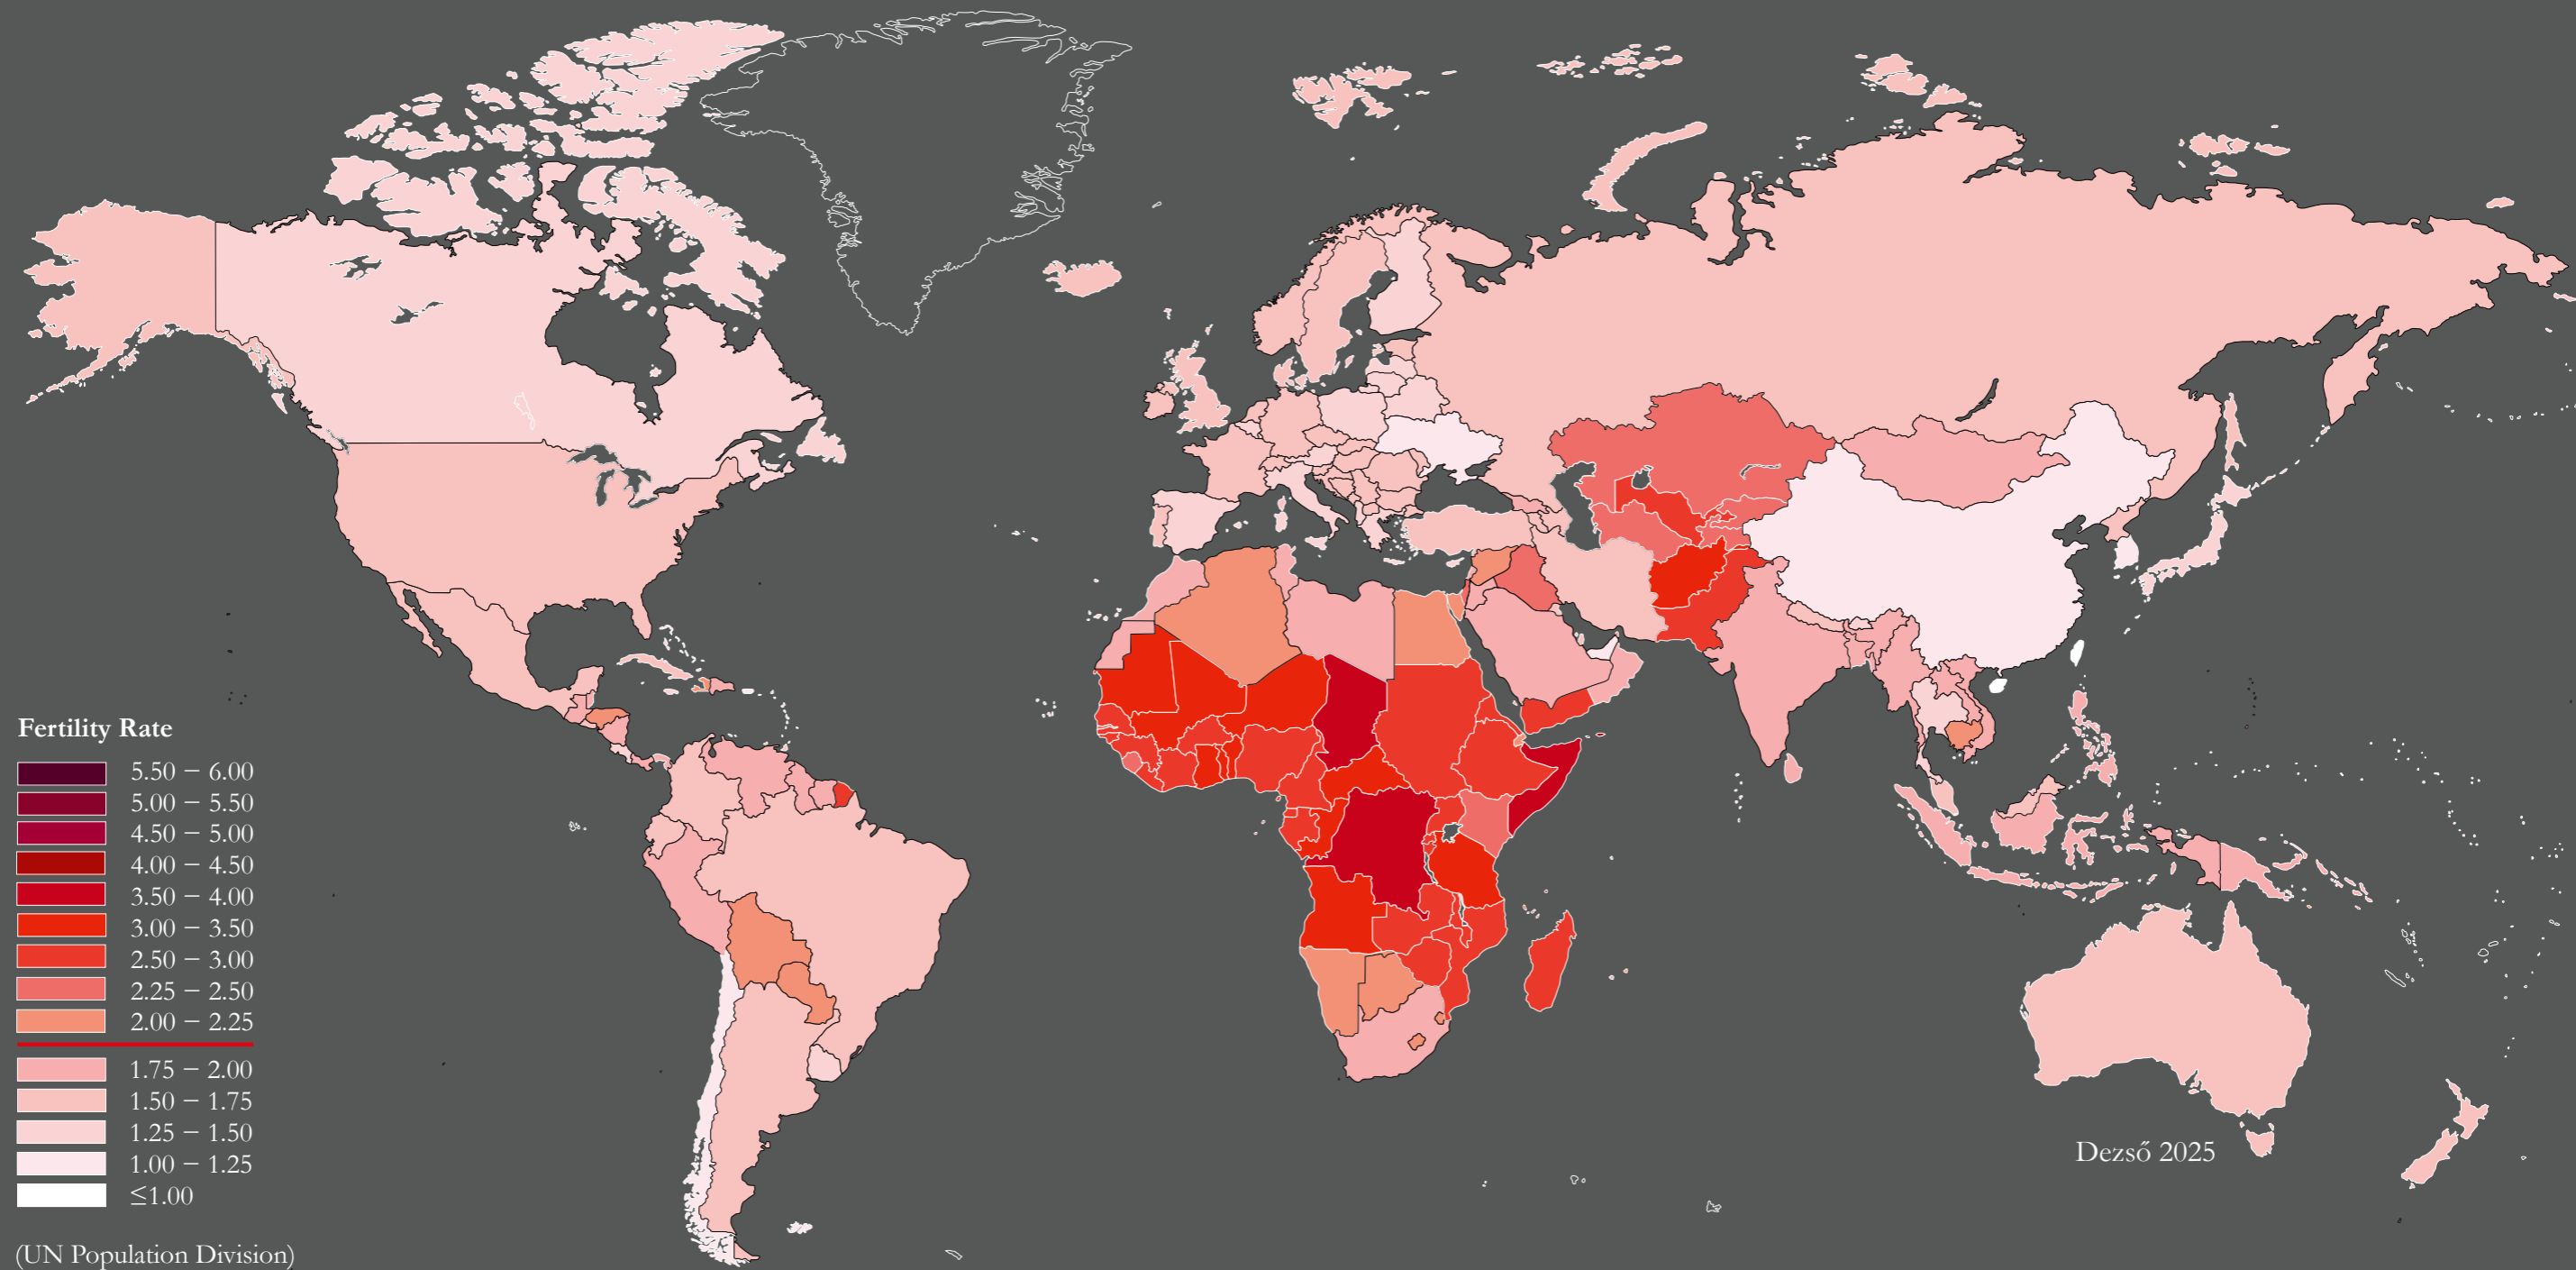 Fertility Rate
5.50 – 6.00
5.00 – 5.50
4.50 – 5.00
4.00 – 4.50
3.50 – 4.00
3.00 – 3.50
2.50 – 3.00
2.25 – 2.50
2.00 – 2.25
1.75 – 2.00
1.50 – 1.75
1.25 – 1.50
1.00 – 1.25
≤1.00
(UN Population Division)
Dezső 2025